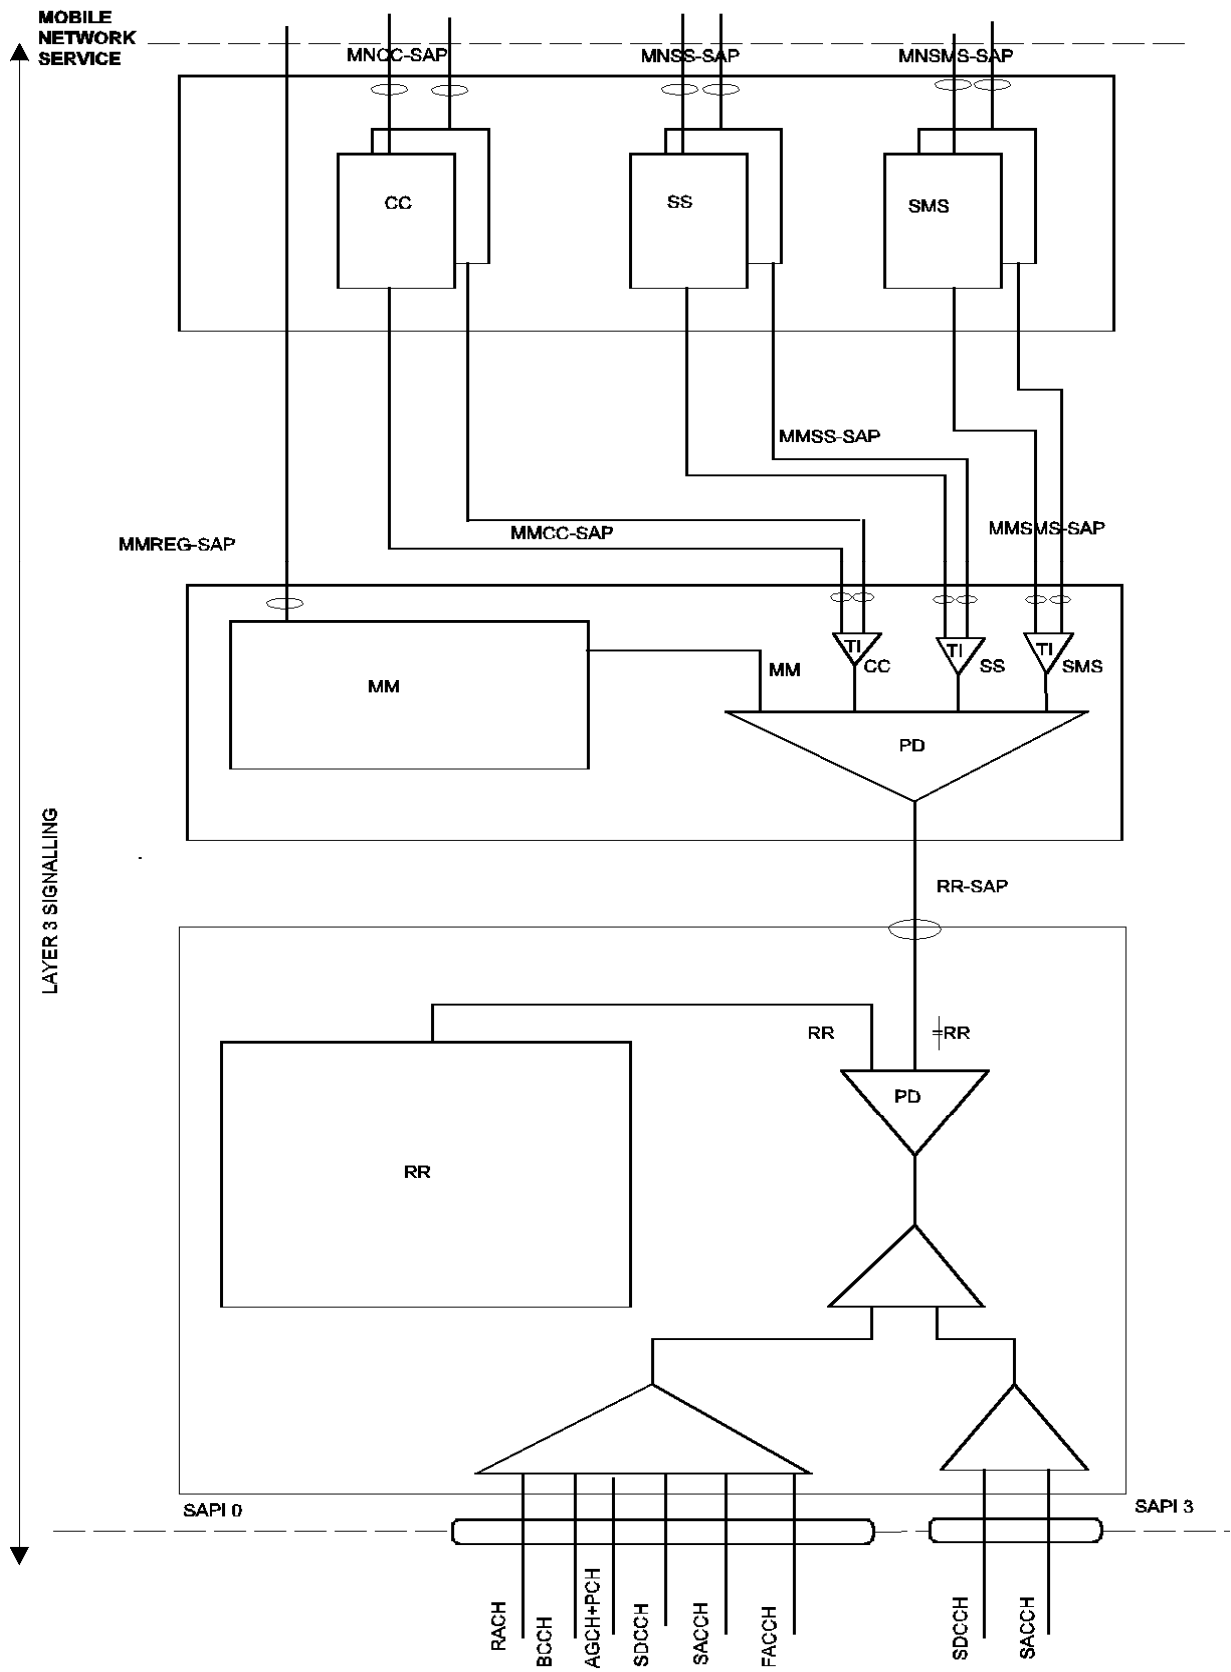 MOBILE
NETWORK
SERVICE
MNCC-SAP
MNSS-SAP
MNSMS-SAP
CC
SS
SMS
MMSS-SAP
MMREG-SAP
MMCC-SAP
MMSMS-SAP
TI
TI
TI
CC
SS
SMS
MM
MM
PD
LAYER 3 SIGNALLING
RR-SAP
RR
≠RR
PD
RR
SAPI 0
SAPI 3
RACH
BCCH
AGCH+PCH
SDCCH
SACCH
FACCH
SDCCH
SACCH